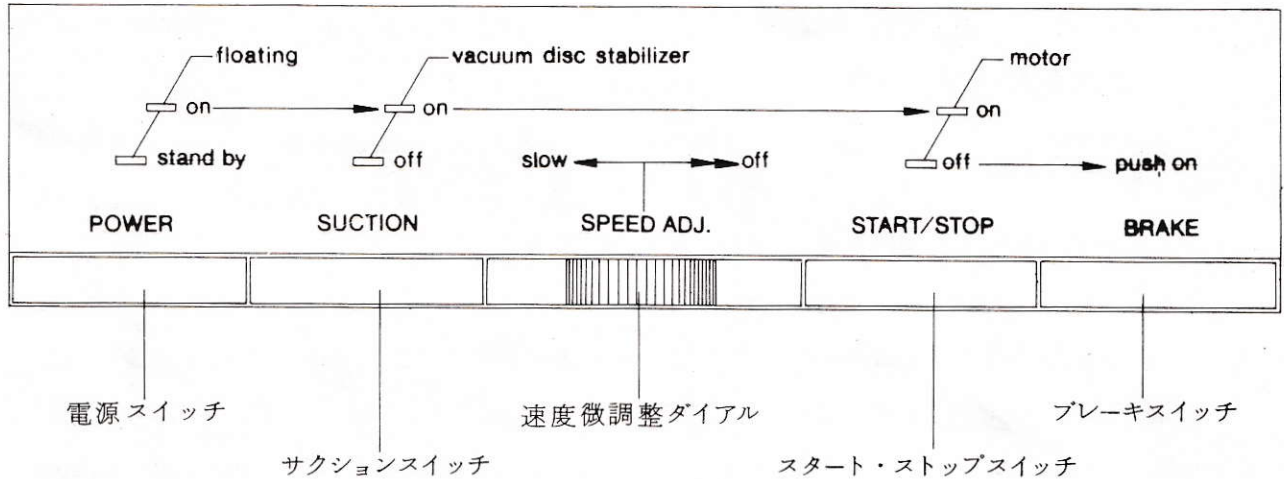 floating
vacuum disc stabilizer
motor
on
on
on
stand by
off
slow
off
off
push on
POWER
SUCTION
SPEED ADJ.
START/STOP
BRAKE
電源スイッチ
速度微調整ダイアル
ブレーキスイッチ
サクションスイッチ
スタート・ストップスイッチ